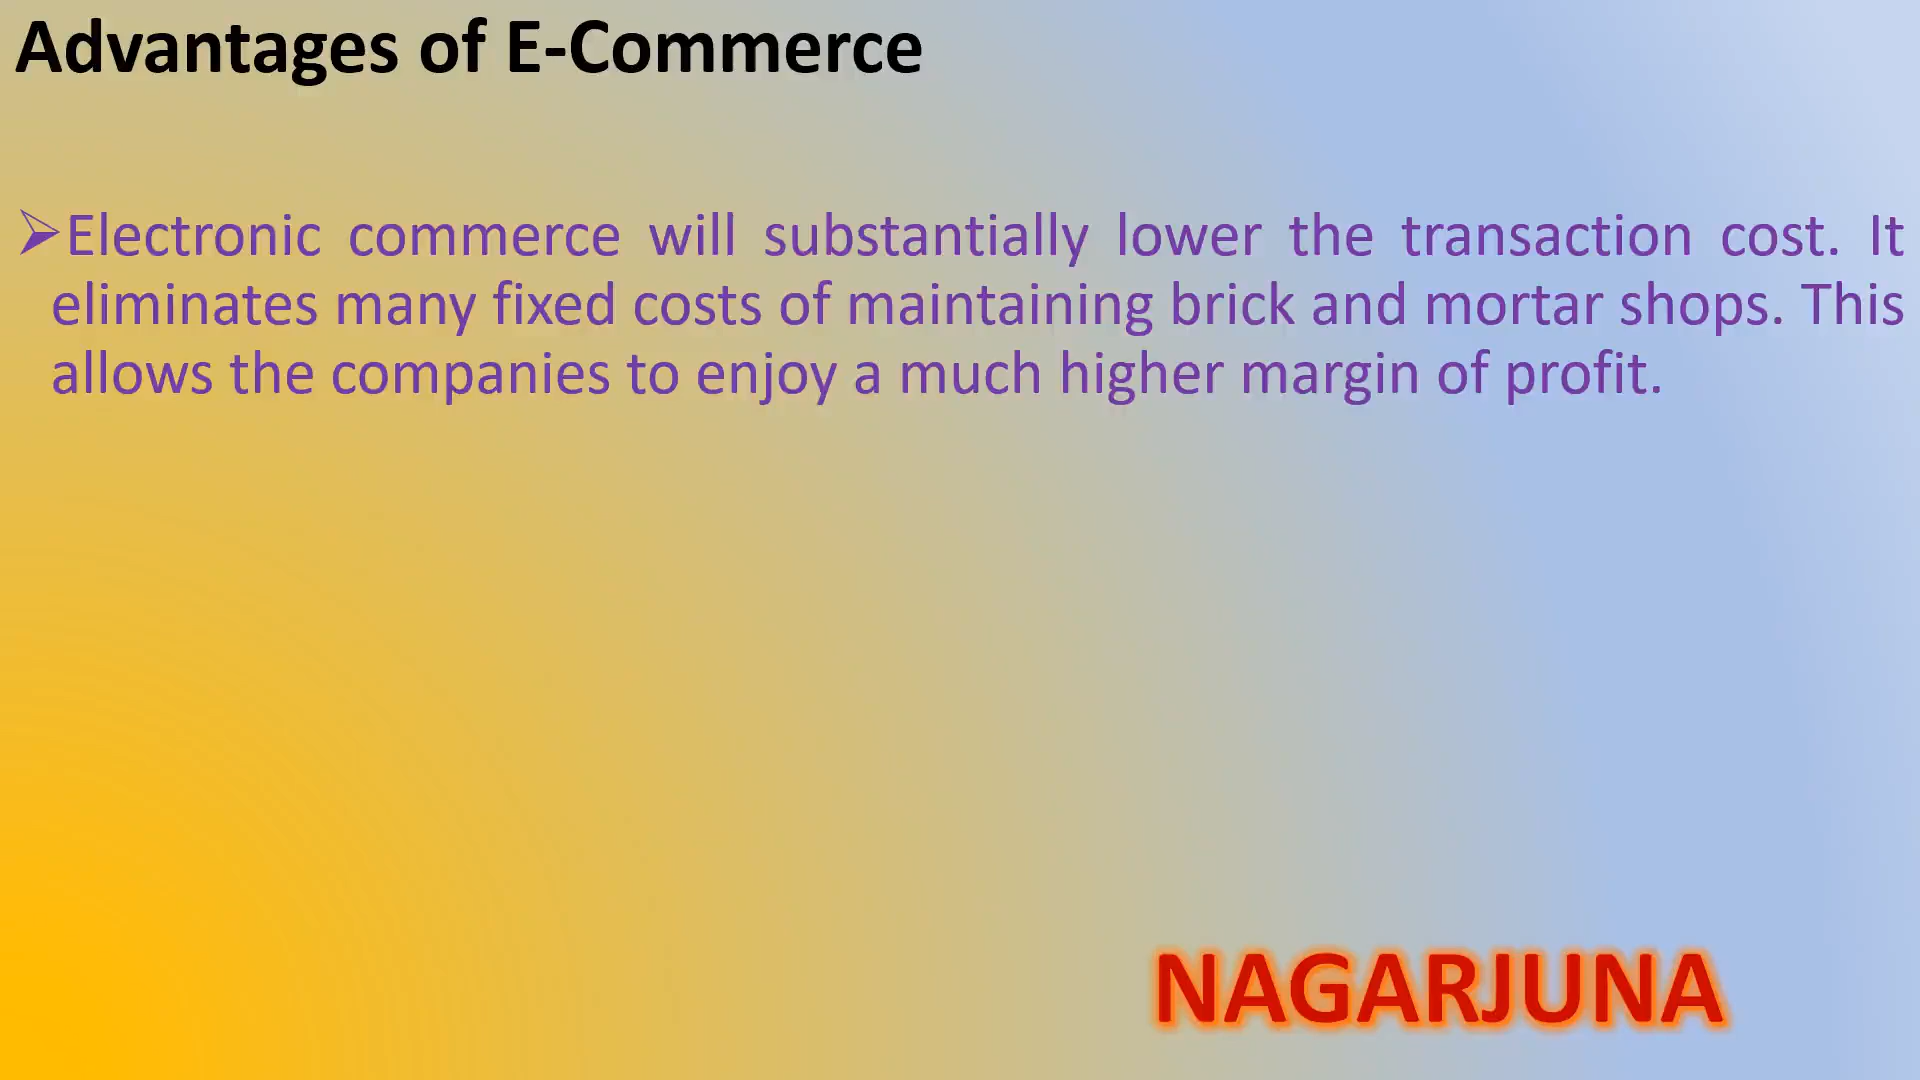 Advantages of E-Commerce
➢Electronic commerce will substantially lower the transaction cost. It
eliminates many fixed costs of maintaining brick and mortar shops. This
allows the companies to enjoy a much higher margin of profit.
NAGARJUNA